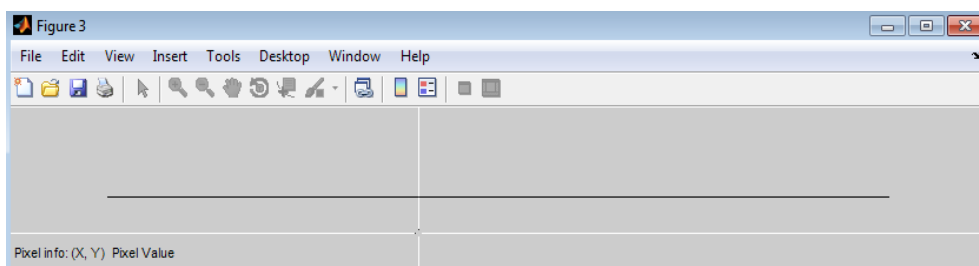 Figure 3
File Edit View Insert Tools Desktop Window Help
Pixel info: (X, Y) Pixel Value